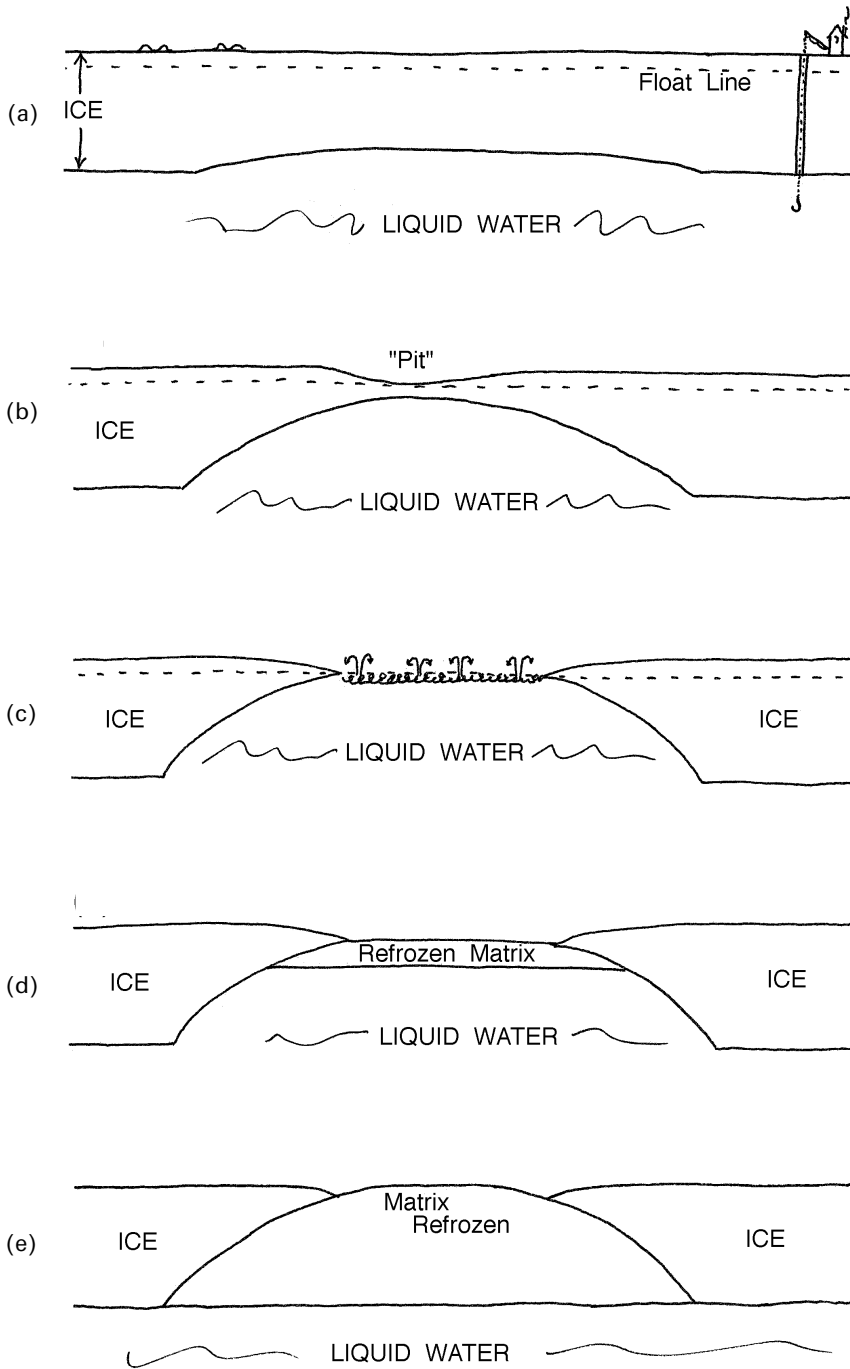 (a)
ICE
Float Line
LIQUID WATER
"Pit"
(b)
ICE
LIQUID WATER
(c)
ICE
ICE
LIQUID WATER
Refrozen Matrix
(d)
ICE
ICE
LIQUID WATER
Matrix
Refrozen
(e)
ICE
ICE
LIQUID WATER